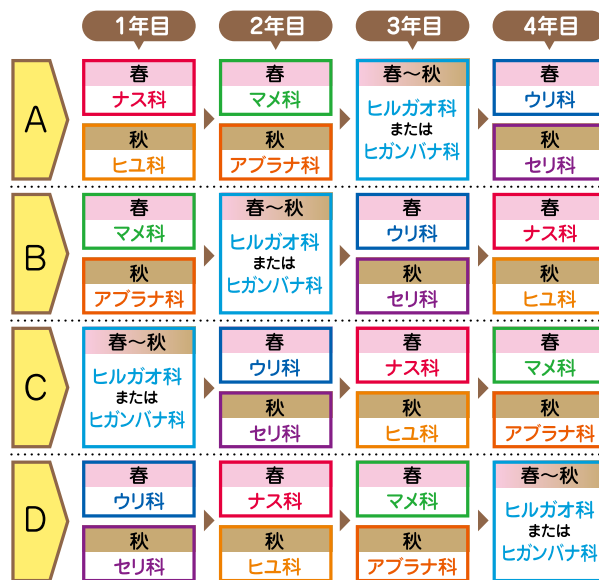 1年目 2年目 3年目 4年目
A
春
ナス科
秋
ヒユ科
春
マメ科
秋
アブラナ科
春〜秋
ヒルガオ科
または
ヒガンバナ科
春
ウリ科
秋
セリ科
B
春
マメ科
秋
アブラナ科
春〜秋
ヒルガオ科
または
ヒガンバナ科
春
ウリ科
秋
セリ科
春
ナス科
秋
ヒユ科
C
春〜秋
ヒルガオ科
または
ヒガンバナ科
春
ウリ科
秋
セリ科
春
ナス科
秋
ヒユ科
春
マメ科
秋
アブラナ科
D
春
ウリ科
秋
セリ科
春
ナス科
秋
ヒユ科
春
マメ科
秋
アブラナ科
春〜秋
ヒルガオ科
または
ヒガンバナ科